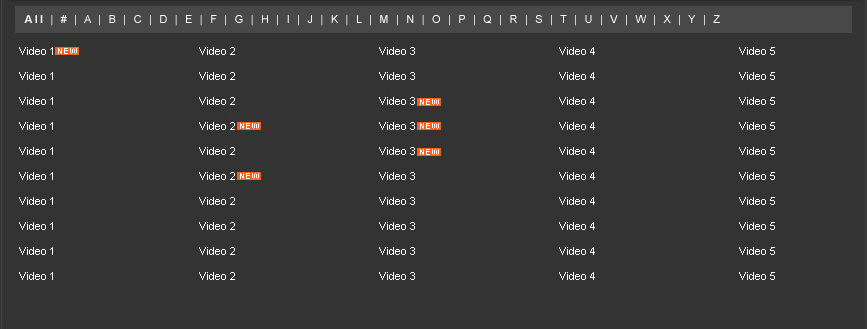 All | # | A | B | C | D | E | F | G | H | I | J | K | L | M | N | O | P | Q | R | S | T | U | V | W | X | Y | Z
Video 1 NEW Video 2 Video 3 Video 4 Video 5
Video 1 Video 2 Video 3 Video 4 Video 5
Video 1 Video 2 Video 3 NEW Video 4 Video 5
Video 1 Video 2 NEW Video 3 NEW Video 4 Video 5
Video 1 Video 2 Video 3 NEW Video 4 Video 5
Video 1 Video 2 NEW Video 3 Video 4 Video 5
Video 1 Video 2 Video 3 Video 4 Video 5
Video 1 Video 2 Video 3 Video 4 Video 5
Video 1 Video 2 Video 3 Video 4 Video 5
Video 1 Video 2 Video 3 Video 4 Video 5